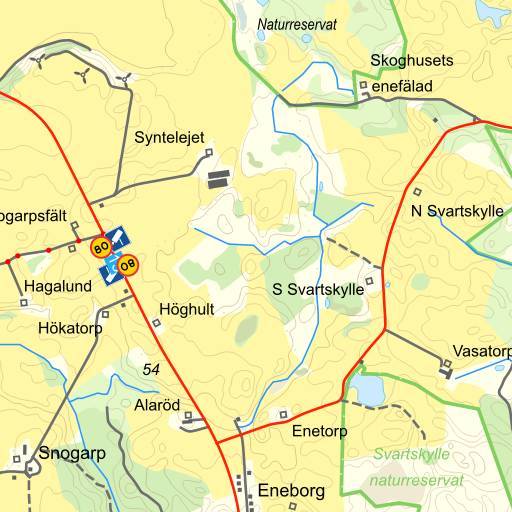 Naturreservat
Skoghusets
enefälad
Syntelejet
ogarpsfält
N Svartskylle
80
80
Hagalund
S Svartskylle
Höghult
Hökatorp
Vasatorp
54
Alaröd
Enetorp
Snogarp
Svartskylle
naturreservat
Eneborg